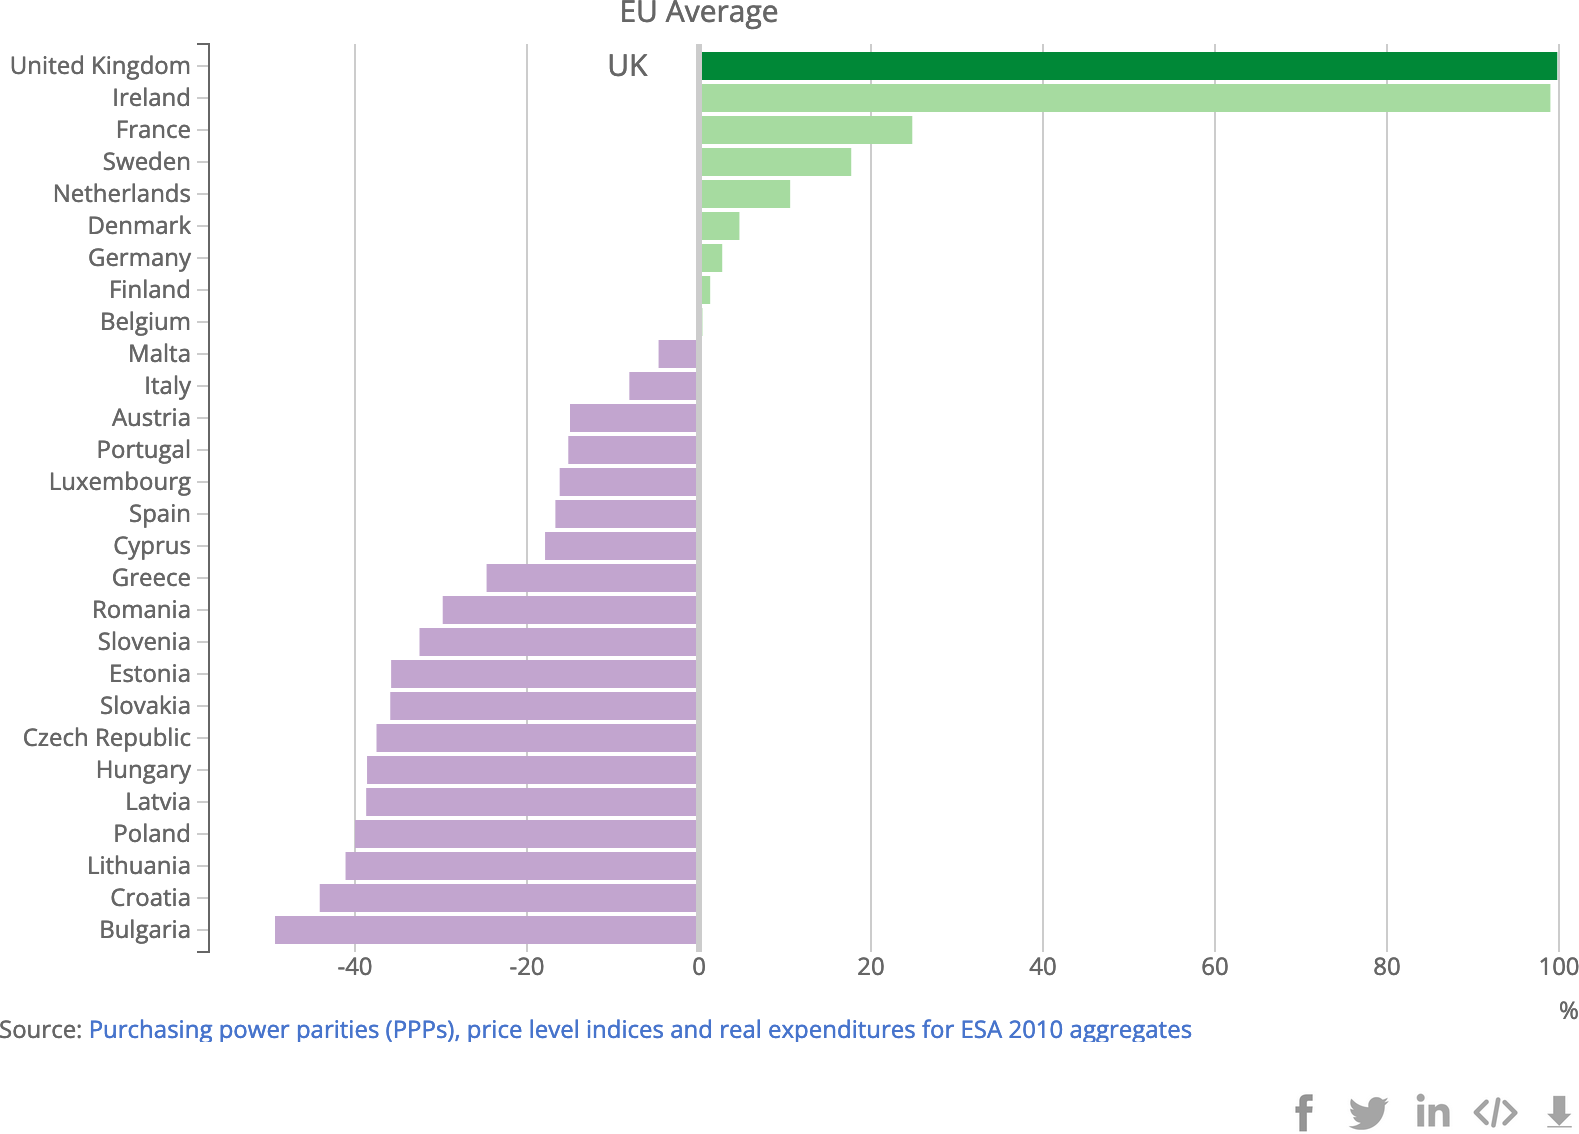 EU Average
UK
United Kingdom
Ireland
France
Sweden
Netherlands
Denmark
Germany
Finland
Belgium
Malta
Italy
Austria
Portugal
Luxembourg
Spain
Cyprus
Greece
Romania
Slovenia
Estonia
Slovakia
Czech Republic
Hungary
Latvia
Poland
Lithuania
Croatia
Bulgaria
-40 -20 0 20 40 60 80 100
%
Source: Purchasing power parities (PPPs), price level indices and real expenditures for ESA 2010 aggregates